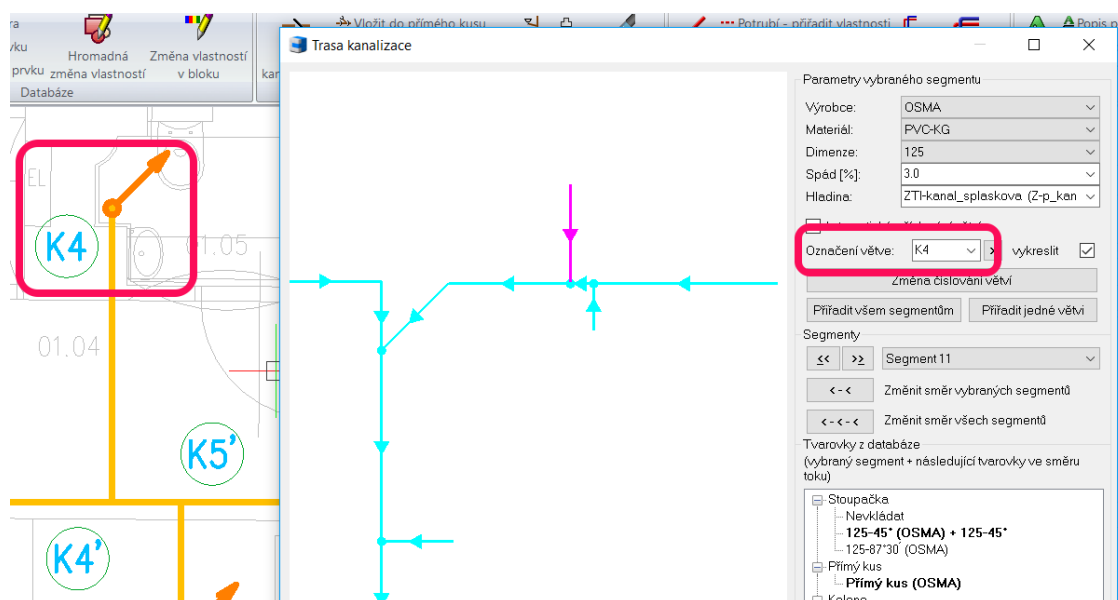 ra
Vložit do přímého kusu
Potrubí - přiřadit vlastnosti
Popis p
vku
prvku
Hromadná
změna vlastností
Změna vlastností
v bloku
kar
Databáze
Trasa kanalizace
Parametry vybraného segmentu
Výrobce: OSMA
Materiál: PVC-KG
Dimenze: 125
Spád [%]: 3.0
Hladina: ZTI-kanal_splaskova (Z-p_kan
Označení větve: K4 vykreslit
Změna číslování větví
Přiřadit všem segmentům Přiřadit jedné větvi
Segmenty
<< >> Segment 11
< - < Změnit směr vybraných segmentů
< - < - < Změnit směr všech segmentů
Tvarovky z databáze
(vybraný segment + následující tvarovky ve směru
toku)
Stoupačka
Nevkládat
125-45° (OSMA) + 125-45°
125-87°30´ (OSMA)
Přímý kus
Přímý kus (OSMA)
Kolena
EL
K4
01.05
01.04
K5’
K4’